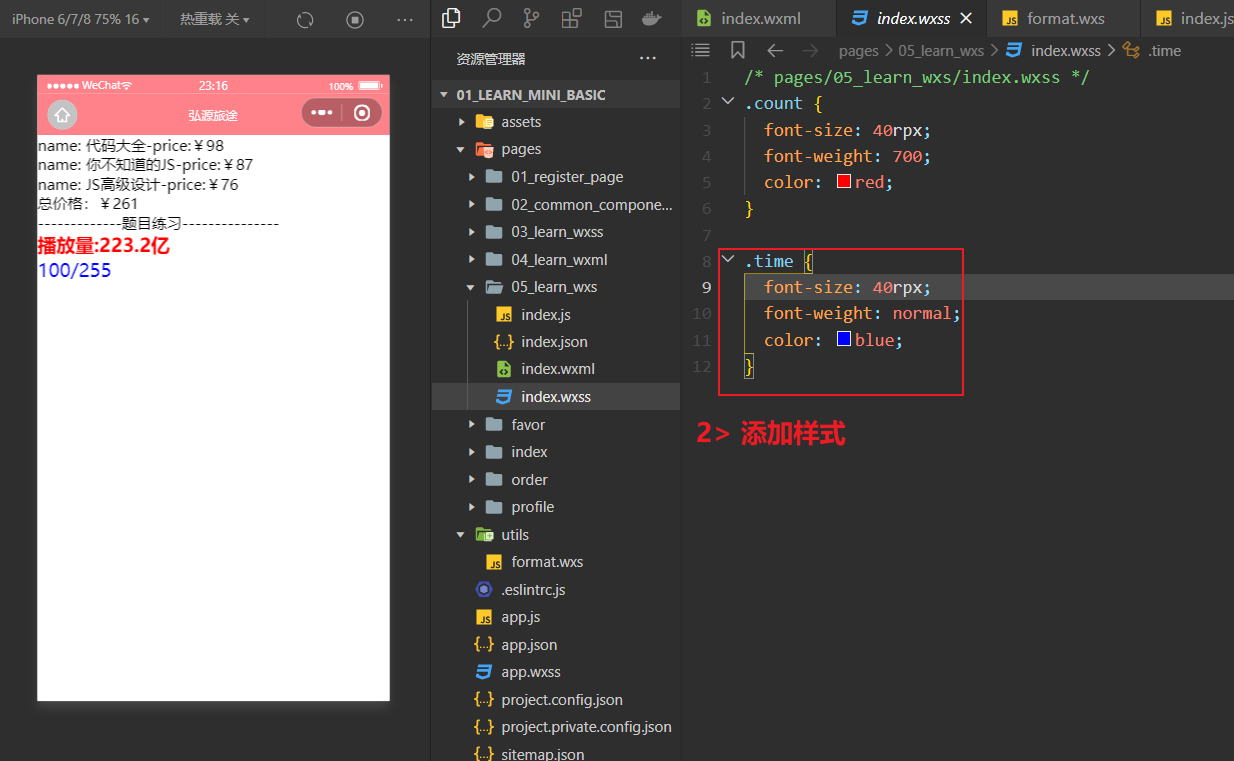 iPhone 6/7/8 75% 16
热重载 关
WeChat
23:16
100%
弘源旅途
name: 代码大全-price:￥98
name: 你不知道的JS-price:￥87
name: JS高级设计-price:￥76
总价格：￥261
-------------题目练习---------------
播放量:223.2亿
100/255
资源管理器
01_LEARN_MINI_BASIC
assets
pages
01_register_page
02_common_compone...
03_learn_wxss
04_learn_wxml
05_learn_wxs
index.js
index.json
index.wxml
index.wxss
favor
index
order
profile
utils
format.wxs
.eslintrc.js
app.js
app.json
app.wxss
project.config.json
project.private.config.json
sitemap.json
index.wxml
index.wxss
format.wxs
index.js
pages > 05_learn_wxs > index.wxss > .time
1 /* pages/05_learn_wxs/index.wxss */
2 .count {
3 font-size: 40rpx;
4 font-weight: 700;
5 color: red;
6 }
7
8 .time {
9 font-size: 40rpx;
10 font-weight: normal;
11 color: blue;
12 }
2> 添加样式